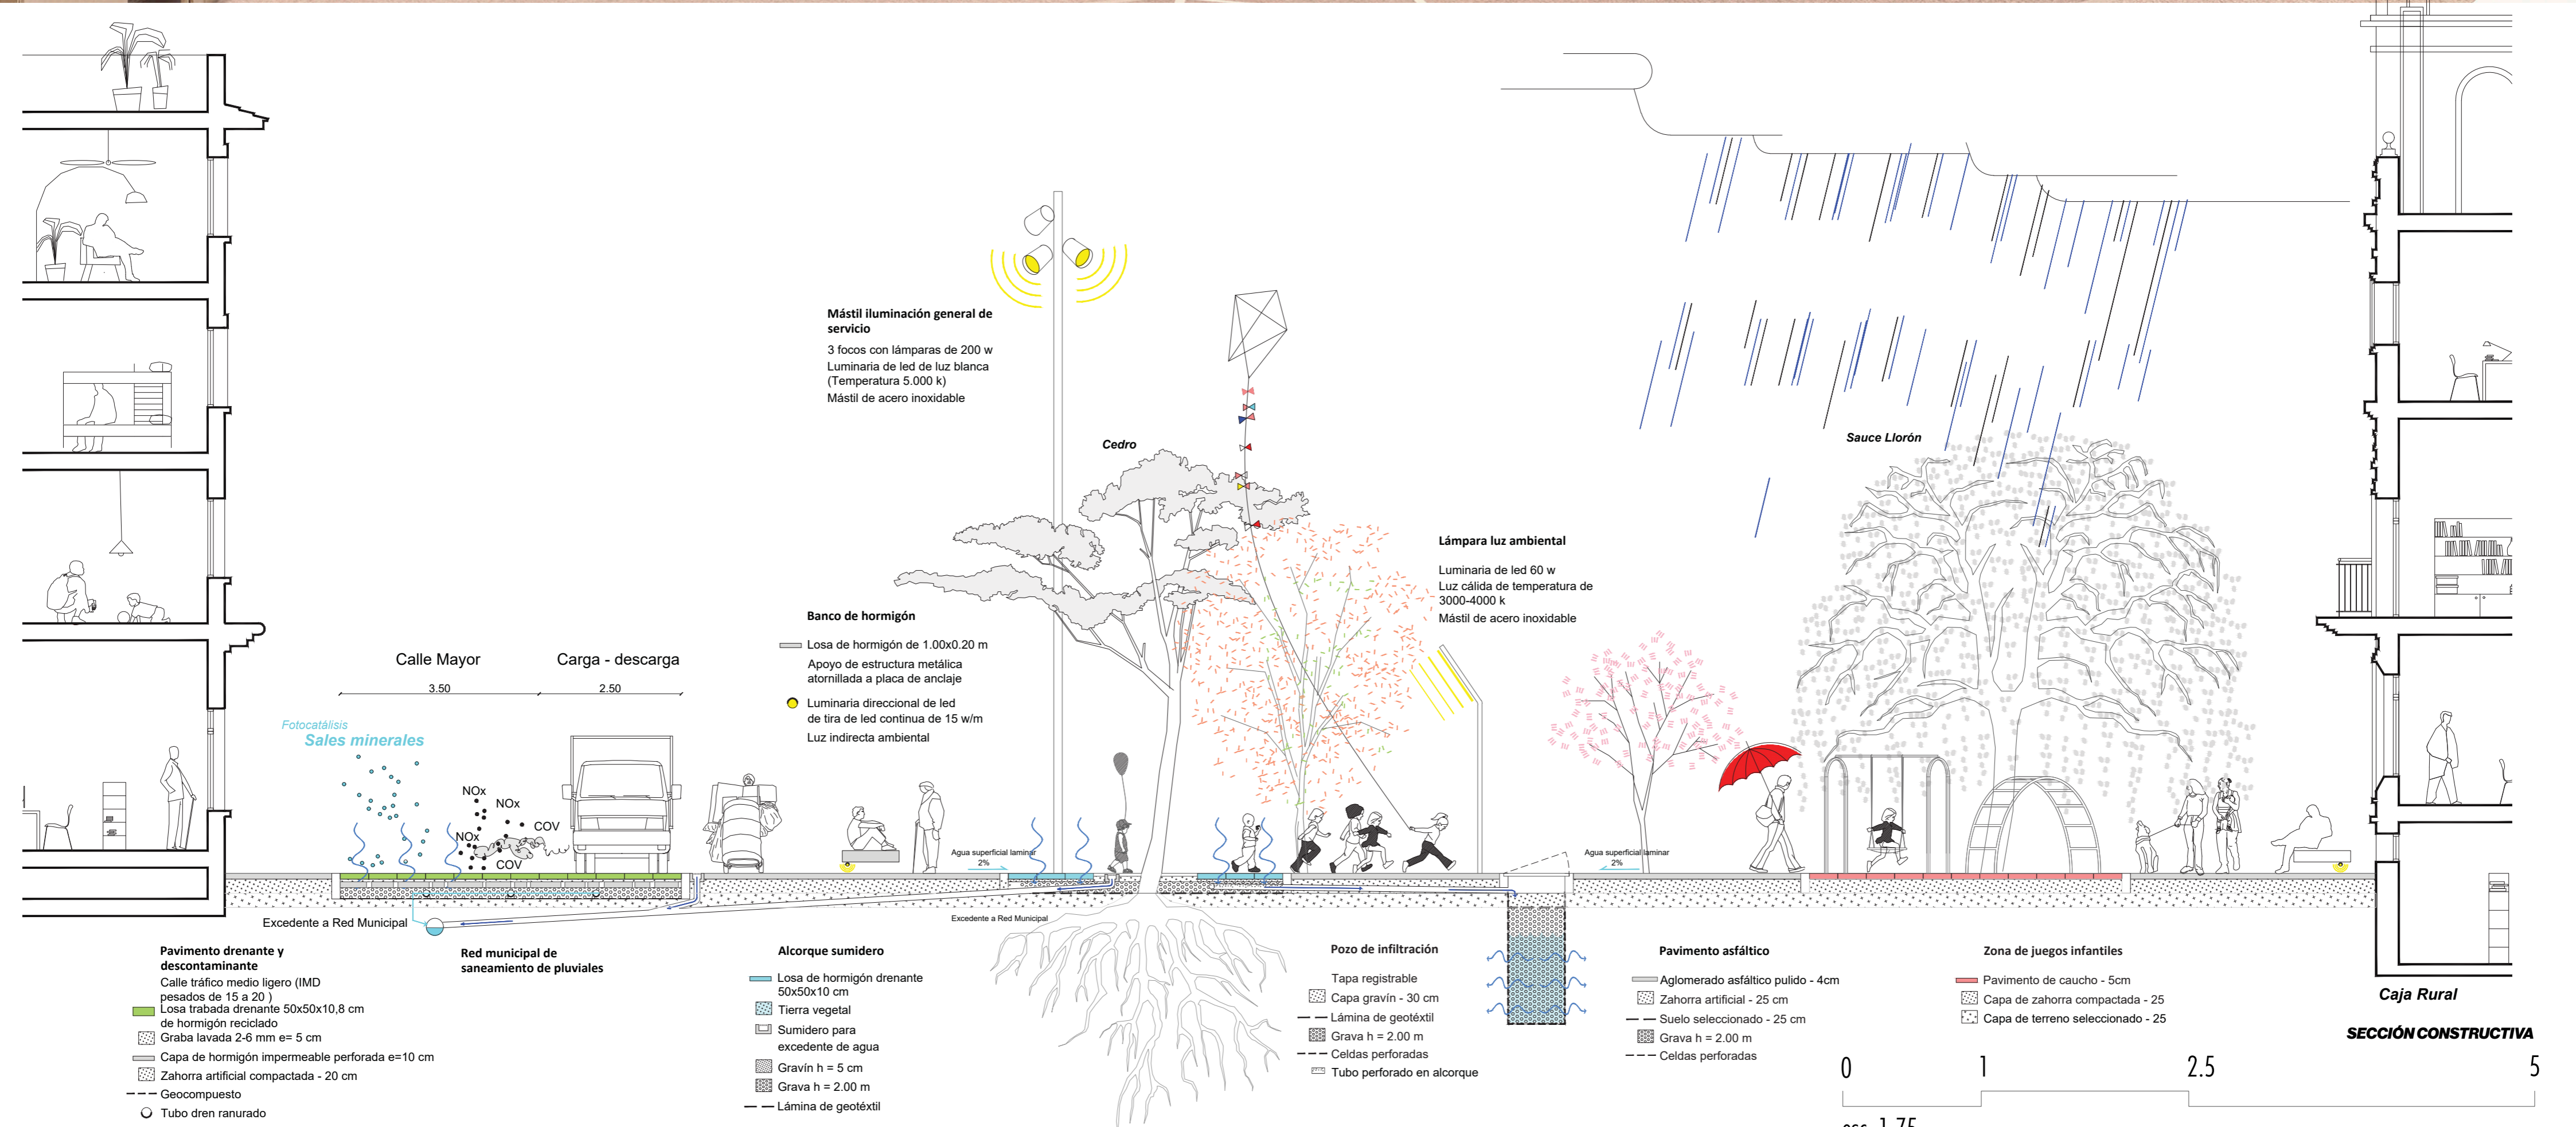 Mástil iluminación general de
servicio
3 focos con lámparas de 200 w
Luminaria de led de luz blanca
(Temperatura 5.000 k)
Mástil de acero inoxidable
Cedro
Sauce Llorón
Lámpara luz ambiental
Luminaria de led 60 w
Luz cálida de temperatura de
3000-4000 k
Mástil de acero inoxidable
Banco de hormigón
Losa de hormigón de 1.00x0.20 m
Apoyo de estructura metálica
atornillada a placa de anclaje
Luminaria direccional de led
de tira de led continua de 15 w/m
Luz indirecta ambiental
Calle Mayor
Carga - descarga
3.50
2.50
Fotocatálisis
Sales minerales
NOx
NOx
NOx
COV
COV
Agua superficial laminar
2%
Agua superficial laminar
2%
Excedente a Red Municipal
Excedente a Red Municipal
Pavimento drenante y
descontaminante
Calle tráfico medio ligero (IMD
pesados de 15 a 20 )
Losa trabada drenante 50x50x10,8 cm
de hormigón reciclado
Graba lavada 2-6 mm e= 5 cm
Capa de hormigón impermeable perforada e=10 cm
Zahorra artificial compactada - 20 cm
Geocompuesto
Tubo dren ranurado
Red municipal de
saneamiento de pluviales
Alcorque sumidero
Losa de hormigón drenante
50x50x10 cm
Tierra vegetal
Sumidero para
excedente de agua
Gravín h = 5 cm
Grava h = 2.00 m
Lámina de geotéxtil
Pozo de infiltración
Tapa registrable
Capa gravín - 30 cm
Lámina de geotéxtil
Grava h = 2.00 m
Celdas perforadas
Tubo perforado en alcorque
Pavimento asfáltico
Aglomerado asfáltico pulido - 4cm
Zahorra artificial - 25 cm
Suelo seleccionado - 25 cm
Grava h = 2.00 m
Celdas perforadas
Zona de juegos infantiles
Pavimento de caucho - 5cm
Capa de zahorra compactada - 25
Capa de terreno seleccionado - 25
Caja Rural
SECCIÓN CONSTRUCTIVA
0 1 2.5 5
esc 1.75